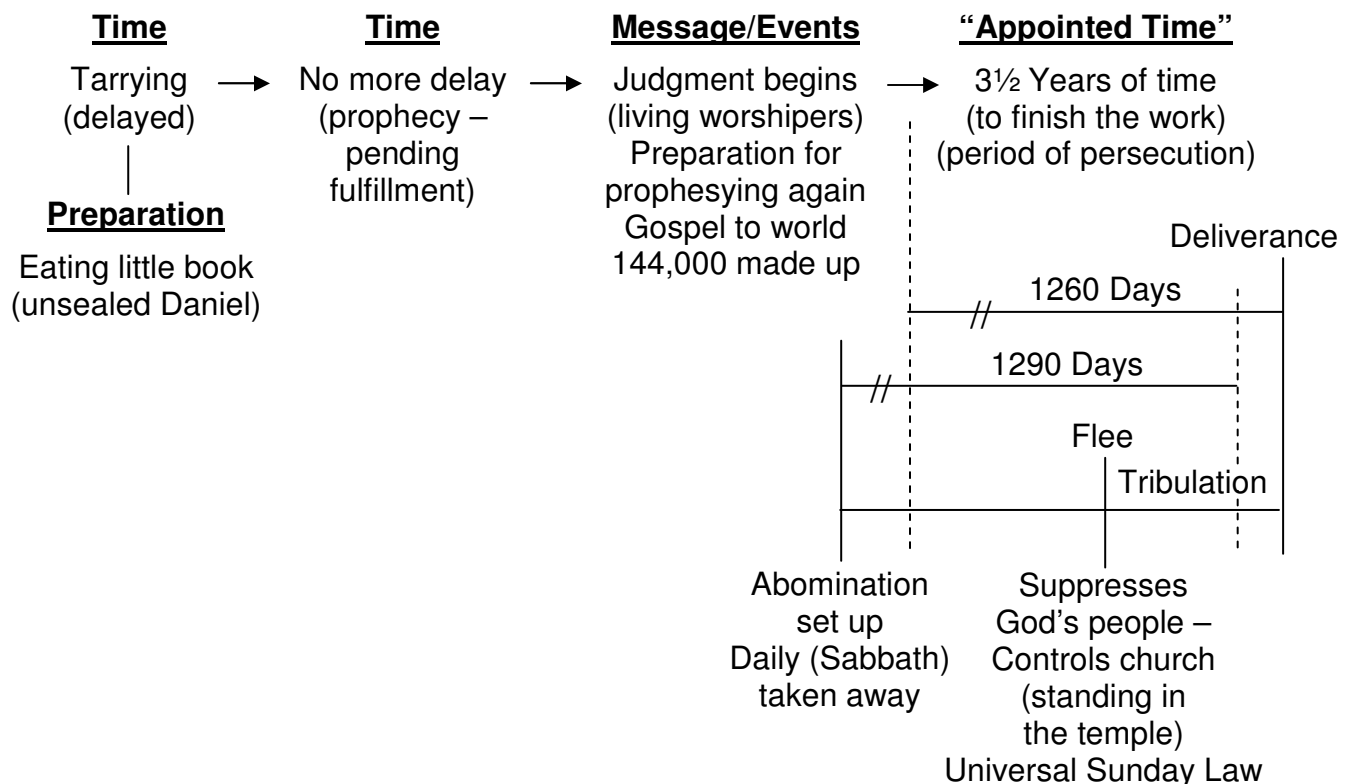 Time
Tarrying
(delayed)
Preparation
Eating little book
(unsealed Daniel)
Time
No more delay
(prophecy –
pending
fulfillment)
Message/Events
Judgment begins
(living worshipers)
Preparation for
prophesying again
Gospel to world
144,000 made up
“Appointed Time”
3½ Years of time
(to finish the work)
(period of persecution)
Deliverance
1260 Days
1290 Days
Flee
Tribulation
Abomination
set up
Daily (Sabbath)
taken away
Suppresses
God’s people –
Controls church
(standing in
the temple)
Universal Sunday Law